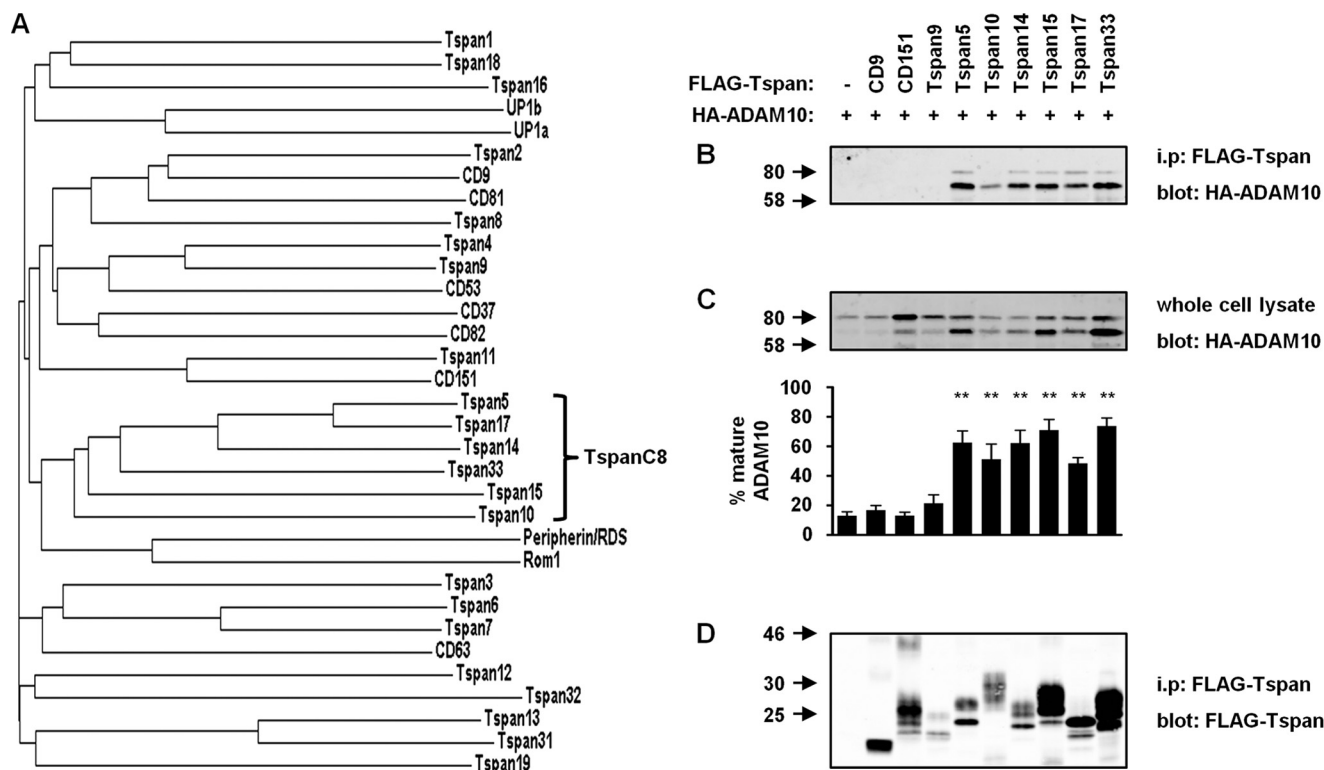 A
Tspan1
Tspan18
Tspan16
UP1b
UP1a
Tspan2
CD9
CD81
Tspan8
Tspan4
Tspan9
CD53
CD37
CD82
Tspan11
CD151
Tspan5
Tspan17
Tspan14
Tspan33
Tspan15
Tspan10
TspanC8
Peripherin/RDS
Rom1
Tspan3
Tspan6
Tspan7
CD63
Tspan12
Tspan32
Tspan13
Tspan31
Tspan19
FLAG-Tspan: - CD9 CD151 Tspan9 Tspan5 Tspan10 Tspan14 Tspan15 Tspan17 Tspan33
HA-ADAM10: + + + + + + + + + +
B
80
58
i.p: FLAG-Tspan
blot: HA-ADAM10
C
80
58
whole cell lysate
blot: HA-ADAM10
% mature
ADAM10
100
80
60
40
20
0
** ** ** ** ** **
D
46
30
25
i.p: FLAG-Tspan
blot: FLAG-Tspan